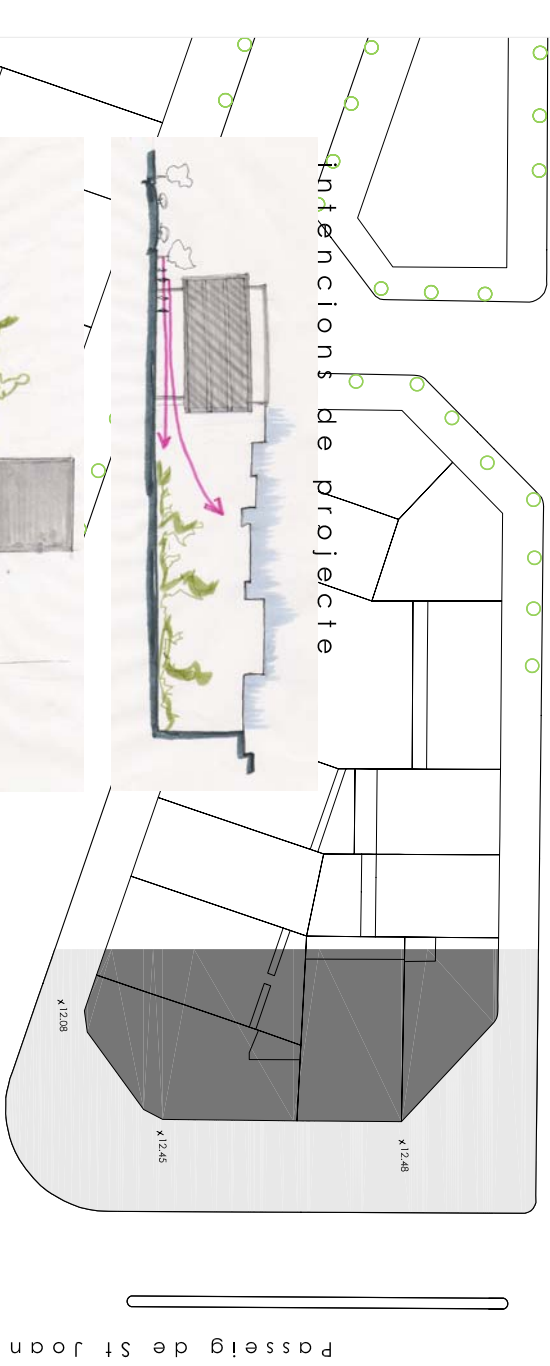 intencions de projecte
x 12.08
x 12.45
x 12.48
Passeig de St Joan